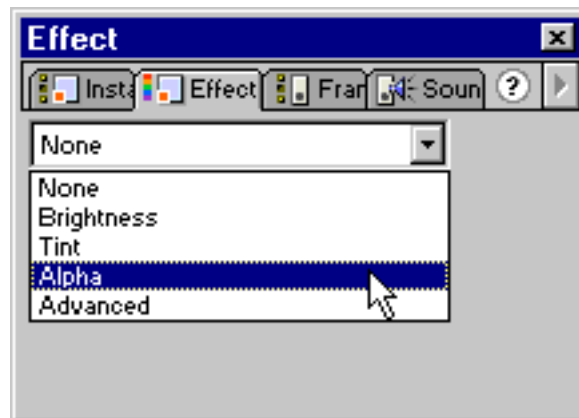 Effect
Insta Effect Fran Soun ?
None
None
Brightness
Tint
Alpha
Advanced